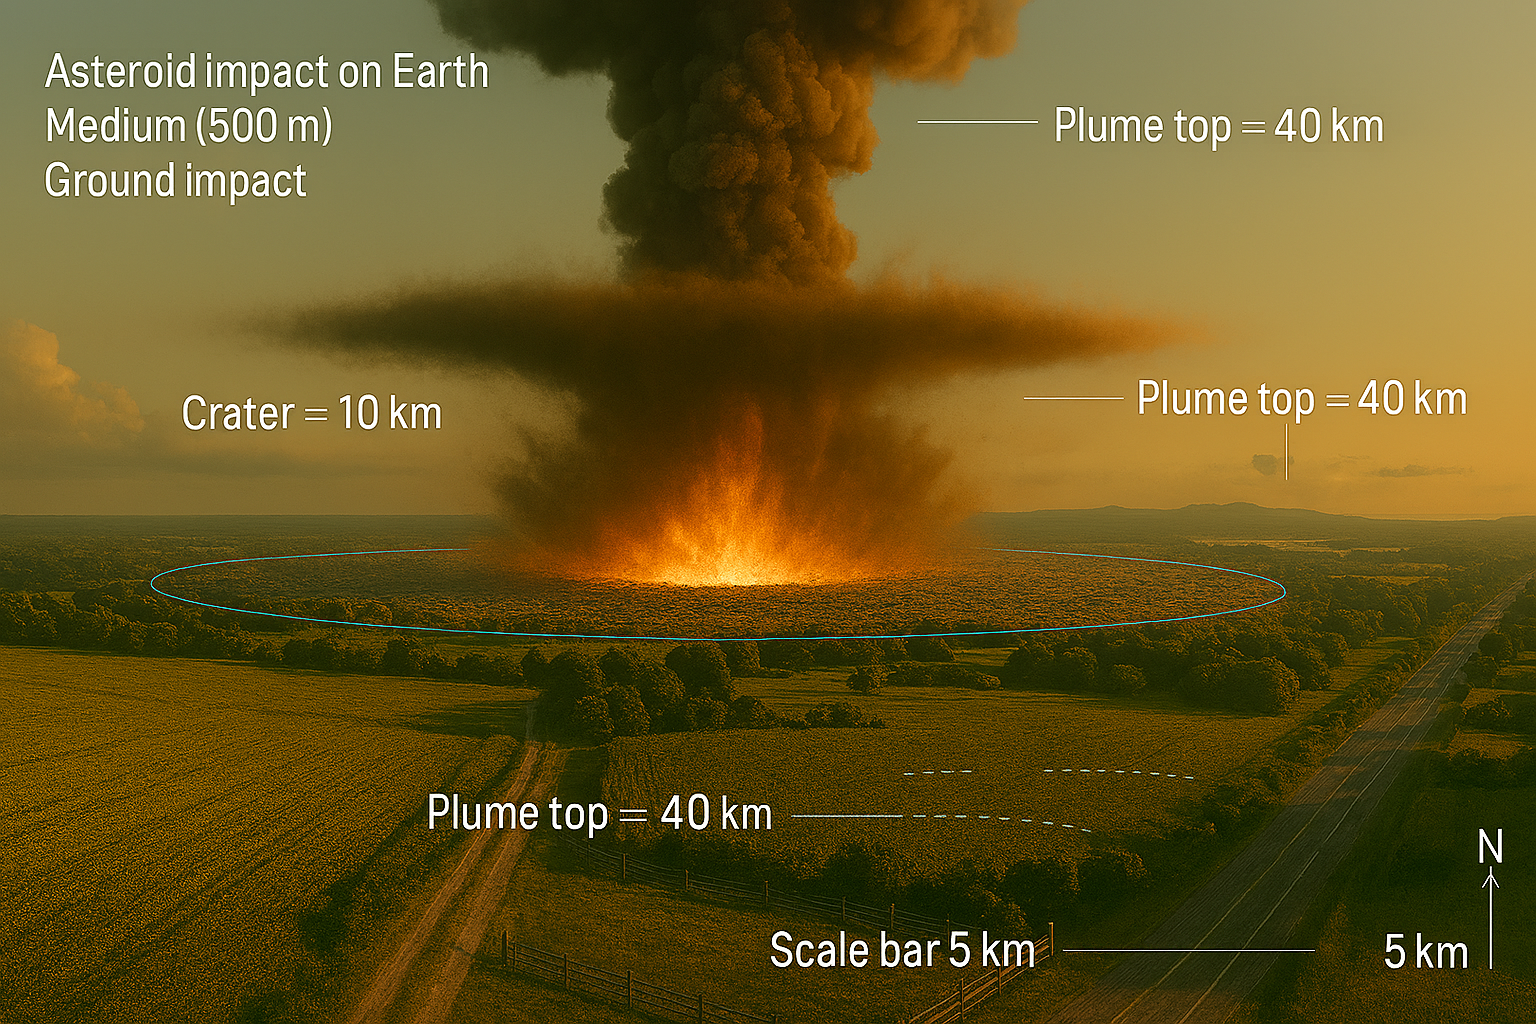 Asteroid impact on Earth
Medium (500 m)
Ground impact
Plume top = 40 km
Plume top = 40 km
Crater = 10 km
Plume top = 40 km
N
Scale bar 5 km
5 km